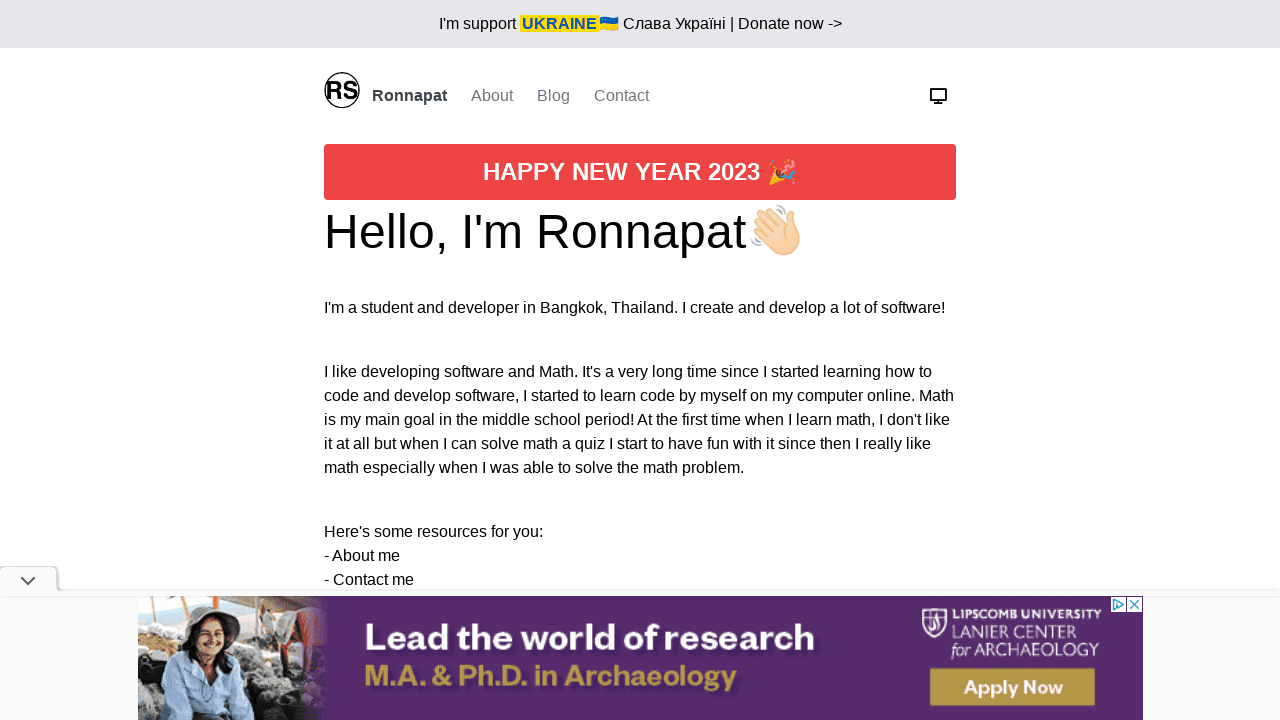 I'm support UKRAINE🇺🇦 Слава Україні | Donate now ->
RS Ronnapat About Blog Contact
HAPPY NEW YEAR 2023 🎉
Hello, I'm Ronnapat👋🏻
I'm a student and developer in Bangkok, Thailand. I create and develop a lot of software!
I like developing software and Math. It's a very long time since I started learning how to
code and develop software, I started to learn code by myself on my computer online. Math
is my main goal in the middle school period! At the first time when I learn math, I don't like
it at all but when I can solve math a quiz I start to have fun with it since then I really like
math especially when I was able to solve the math problem.
Here's some resources for you:
- About me
- Contact me
Lead the world of research
M.A. & Ph.D. in Archaeology
LIPSCOMB UNIVERSITY
LANIER CENTER
for ARCHAEOLOGY
Apply Now